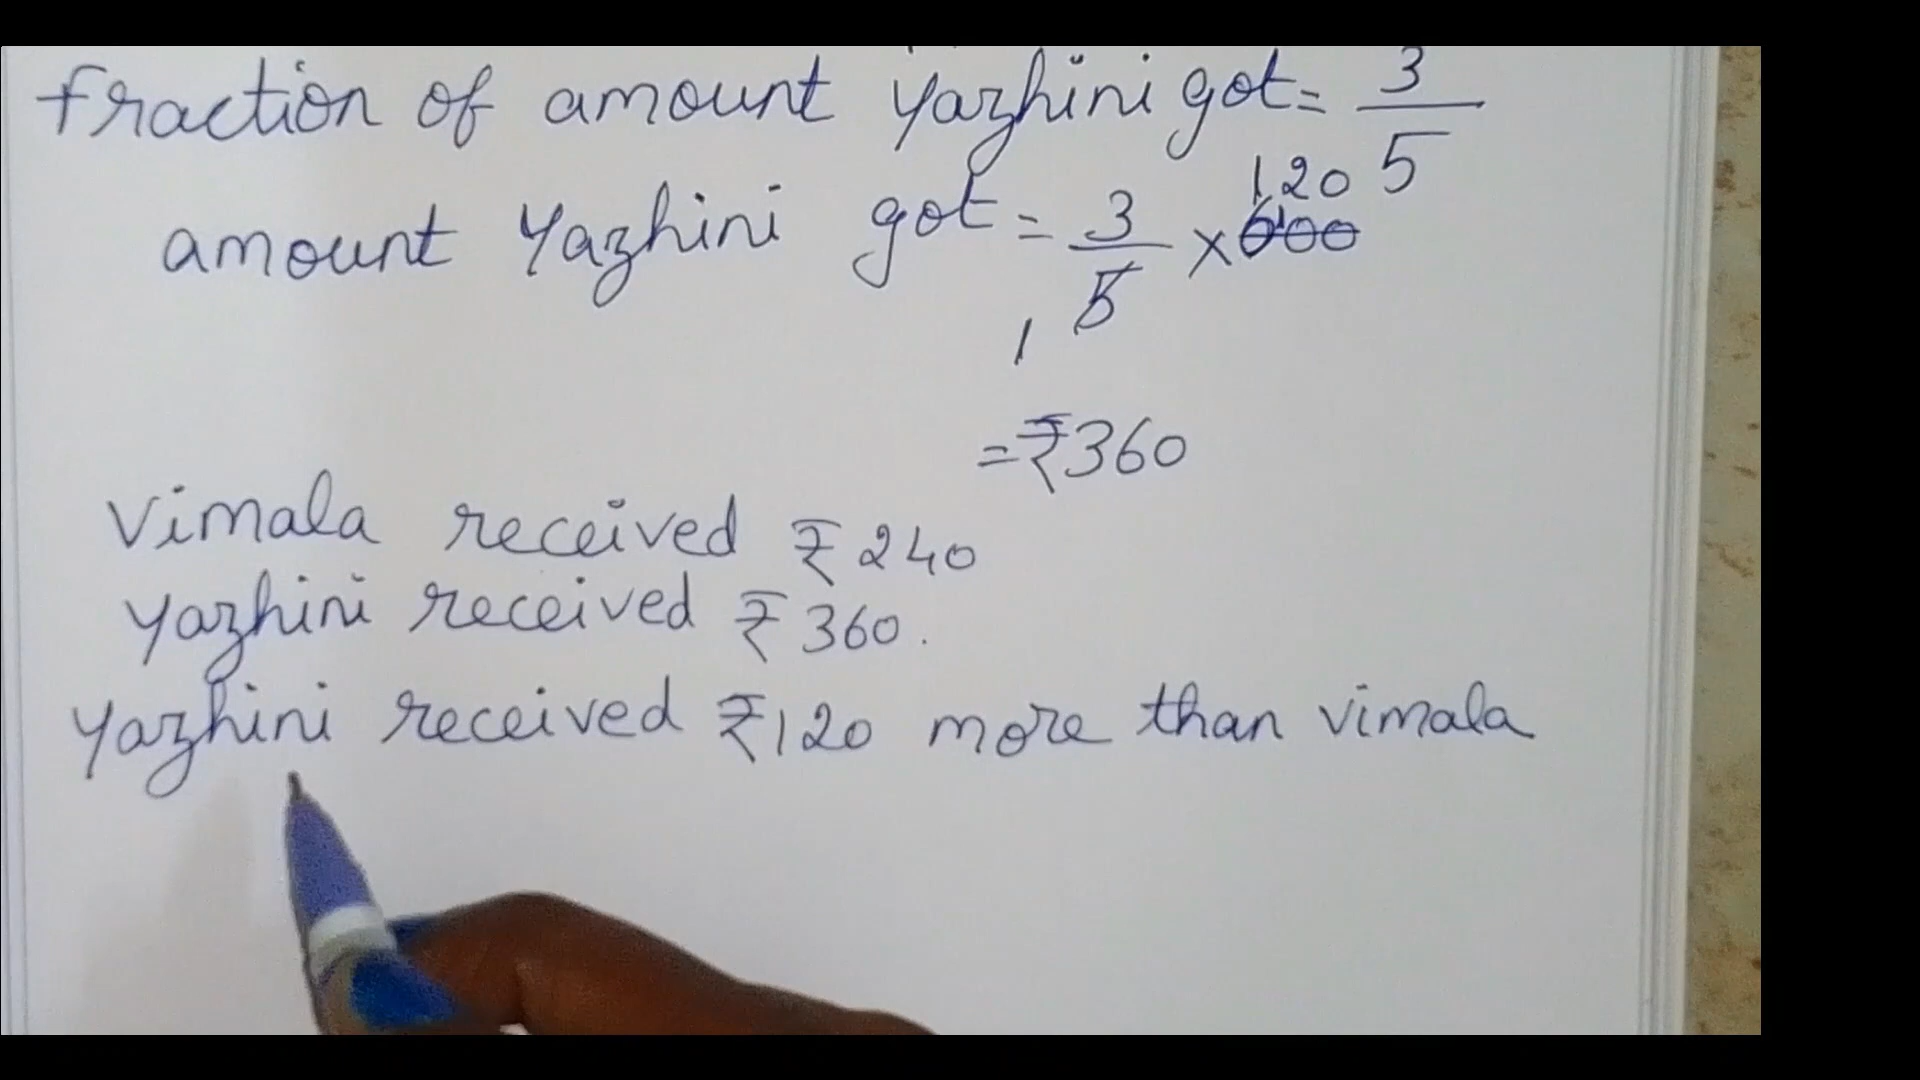 fraction of amount Yazhini got = 3/5
amount Yazhini got = 3/5 × 600
120
1
= ₹360
Vimala received ₹240
Yazhini received ₹360.
Yazhini received ₹120 more than vimala